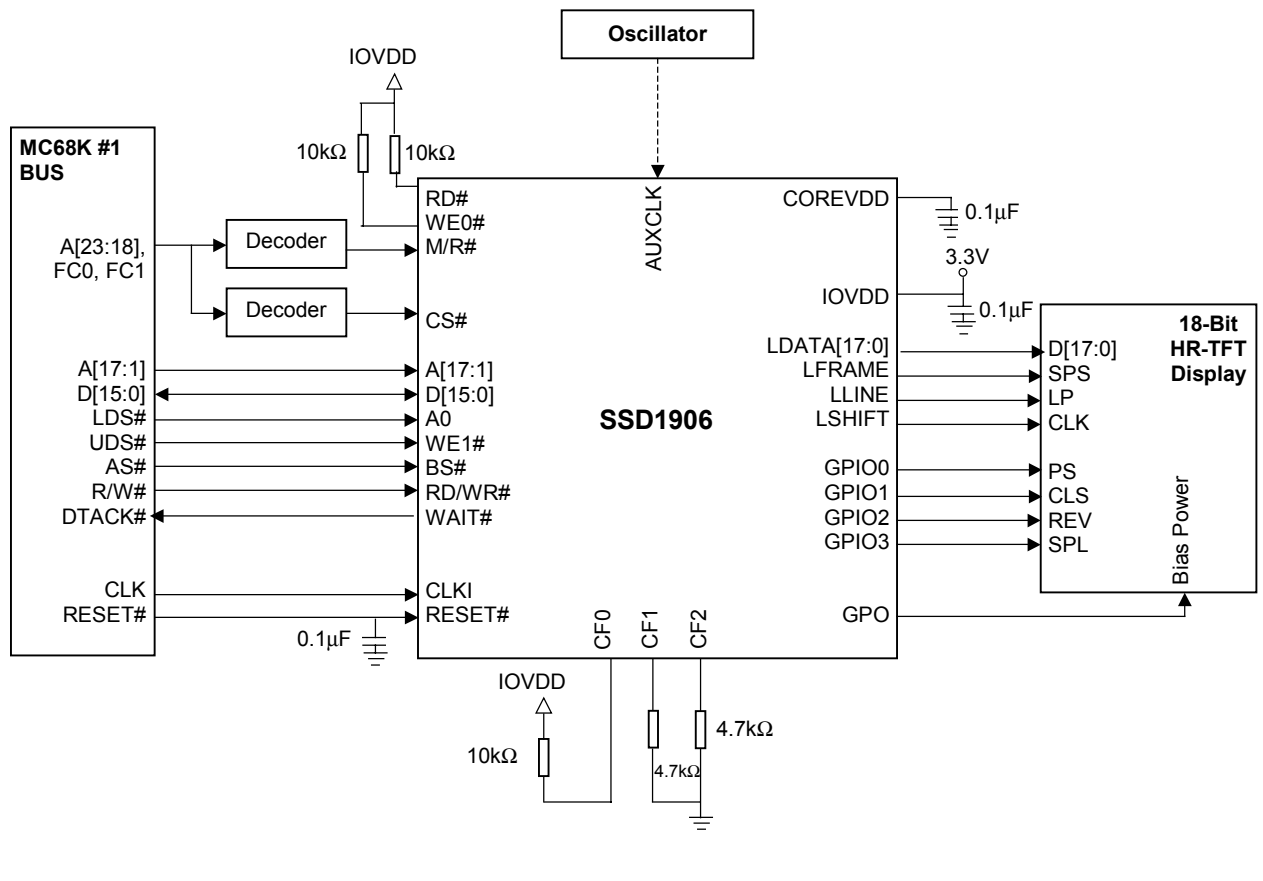 Oscillator
IOVDD
10kΩ
10kΩ
MC68K #1
BUS
A[23:18],
FC0, FC1
A[17:1]
D[15:0]
LDS#
UDS#
AS#
R/W#
DTACK#
CLK
RESET#
Decoder
Decoder
0.1μF
RD#
WE0#
M/R#
CS#
A[17:1]
D[15:0]
A0
WE1#
BS#
RD/WR#
WAIT#
CLKI
RESET#
AUXCLK
SSD1906
COREVDD
IOVDD
LDATA[17:0]
LFRAME
LLINE
LSHIFT
GPIO0
GPIO1
GPIO2
GPIO3
GPO
CF0
CF1
CF2
0.1μF
3.3V
0.1μF
18-Bit
HR-TFT
Display
D[17:0]
SPS
LP
CLK
PS
CLS
REV
SPL
Bias Power
IOVDD
10kΩ
4.7kΩ
4.7kΩ